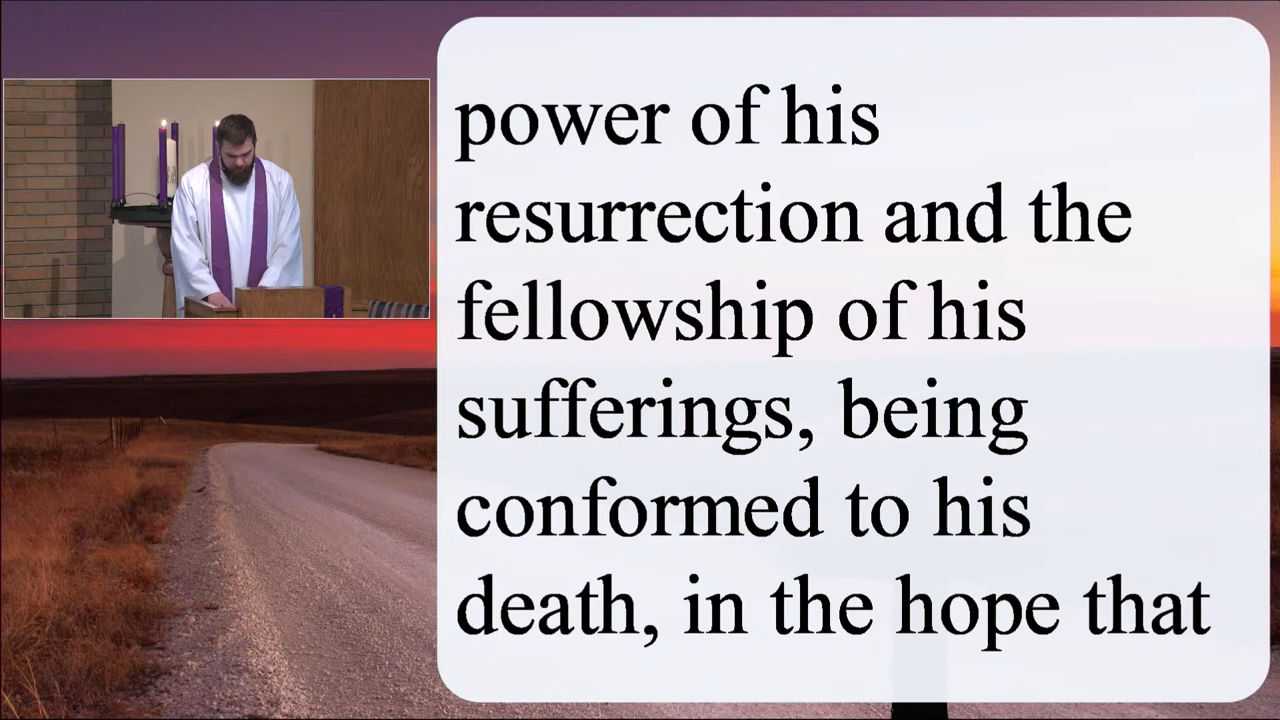 power of his
resurrection and the
fellowship of his
sufferings, being
conformed to his
death, in the hope that